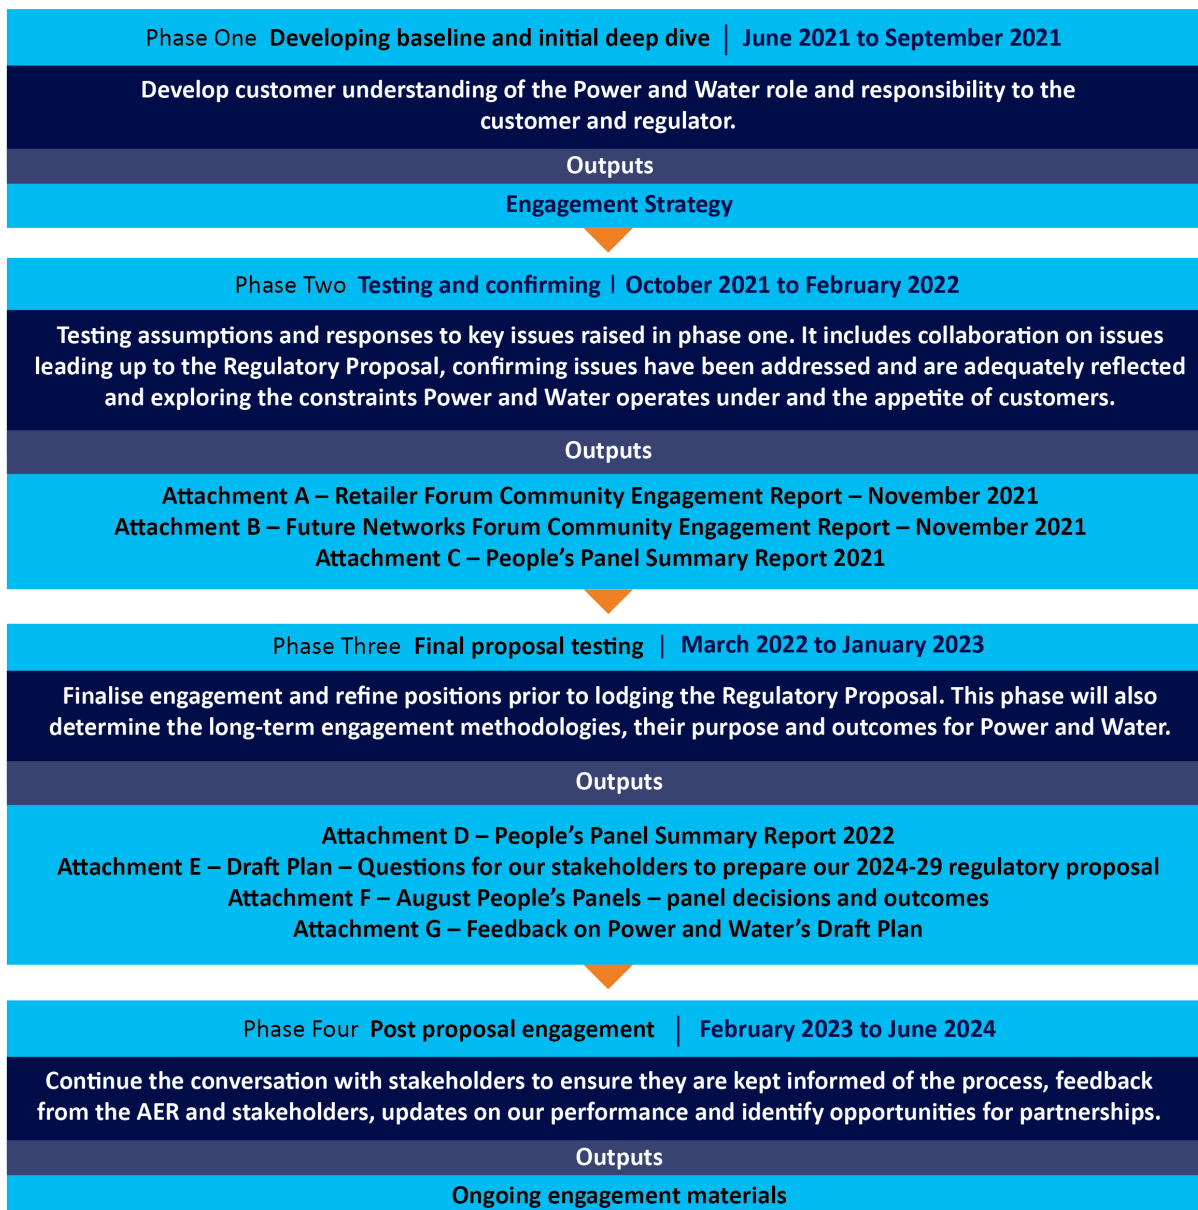 Phase One Developing baseline and initial deep dive | June 2021 to September 2021
Develop customer understanding of the Power and Water role and responsibility to the
customer and regulator.
Outputs
Engagement Strategy
Phase Two Testing and confirming | October 2021 to February 2022
Testing assumptions and responses to key issues raised in phase one. It includes collaboration on issues
leading up to the Regulatory Proposal, confirming issues have been addressed and are adequately reflected
and exploring the constraints Power and Water operates under and the appetite of customers.
Outputs
Attachment A – Retailer Forum Community Engagement Report – November 2021
Attachment B – Future Networks Forum Community Engagement Report – November 2021
Attachment C – People’s Panel Summary Report 2021
Phase Three Final proposal testing | March 2022 to January 2023
Finalise engagement and refine positions prior to lodging the Regulatory Proposal. This phase will also
determine the long-term engagement methodologies, their purpose and outcomes for Power and Water.
Outputs
Attachment D – People’s Panel Summary Report 2022
Attachment E – Draft Plan – Questions for our stakeholders to prepare our 2024-29 regulatory proposal
Attachment F – August People’s Panels – panel decisions and outcomes
Attachment G – Feedback on Power and Water’s Draft Plan
Phase Four Post proposal engagement | February 2023 to June 2024
Continue the conversation with stakeholders to ensure they are kept informed of the process, feedback
from the AER and stakeholders, updates on our performance and identify opportunities for partnerships.
Outputs
Ongoing engagement materials